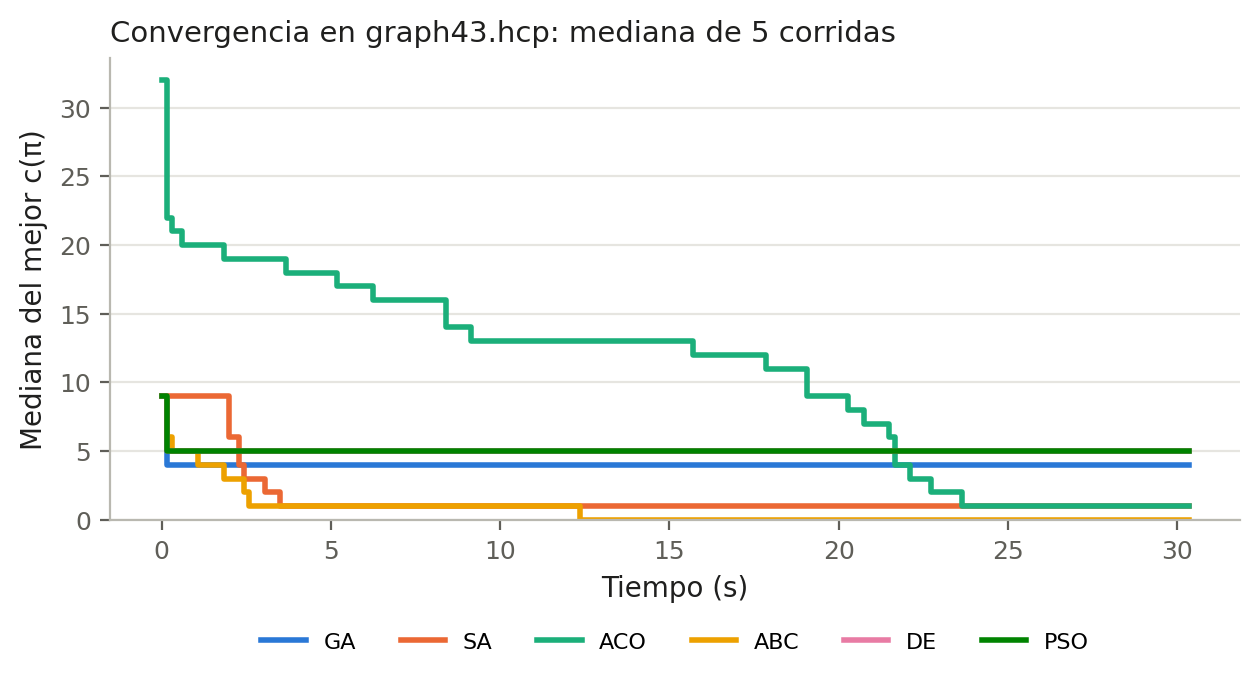 Convergencia en graph43.hcp: mediana de 5 corridas
Mediana del mejor c(π)
30
25
20
15
10
5
0
0 5 10 15 20 25 30
Tiempo (s)
GA SA ACO ABC DE PSO